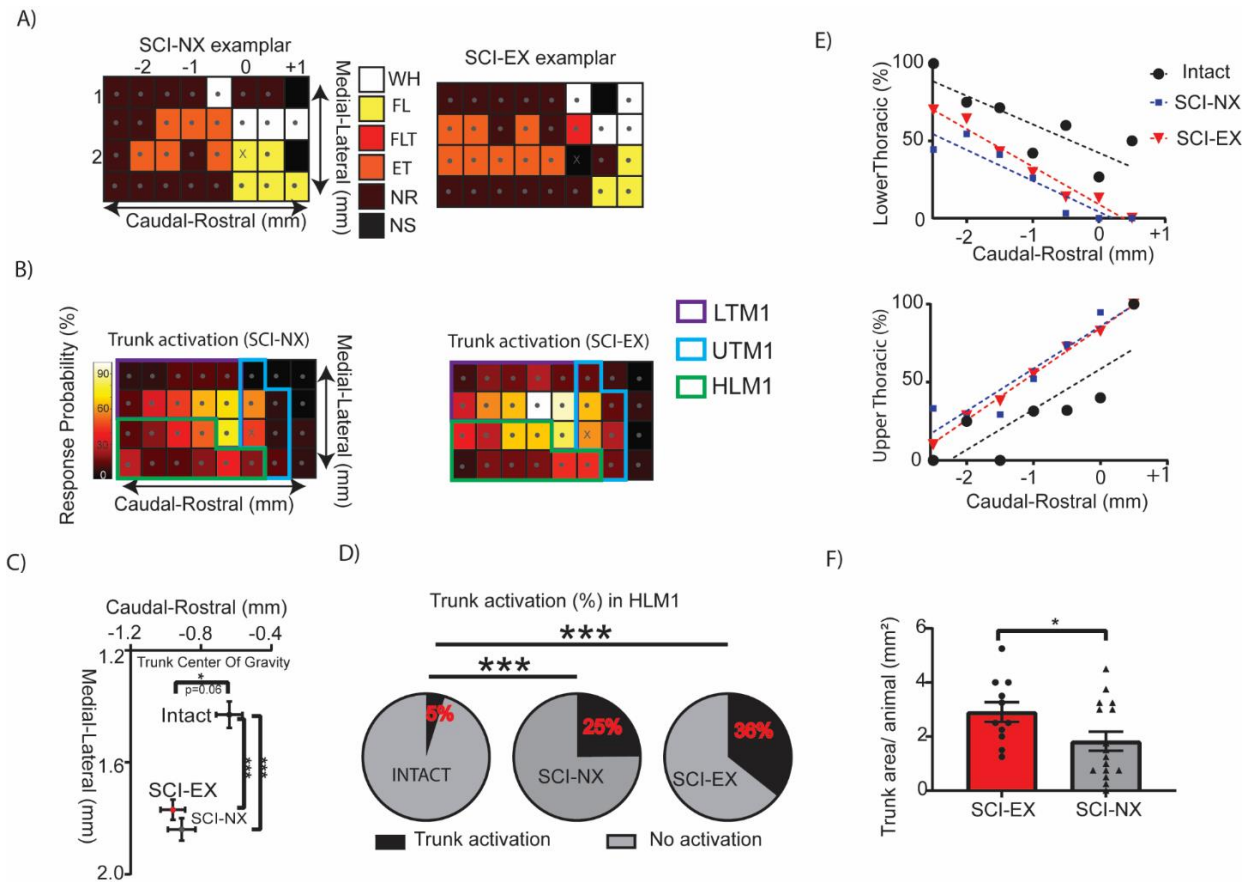 A)
SCI-NX examplar
-2 -1 0 +1
1
2
Medial-Lateral (mm)
Caudal-Rostral (mm)
WH
FL
FLT
ET
NR
NS
SCI-EX examplar
X
X
B)
Response Probability (%)
90
60
30
0
Trunk activation (SCI-NX)
Medial-Lateral (mm)
Caudal-Rostral (mm)
Trunk activation (SCI-EX)
X
LTM1
UTM1
HLM1
C)
Caudal-Rostral (mm)
-1.2 -0.8 -0.4
1.2
Trunk Center Of Gravity
*
p=0.06
Intact
***
***
1.6
SCI-EX
SCI-NX
2.0
Medial-Lateral (mm)
D)
Trunk activation (%) in HLM1
***
***
5%
INTACT
25%
SCI-NX
36%
SCI-EX
Trunk activation
No activation
E)
LowerThoracic (%)
100
50
0
-2 -1 0 +1
Caudal-Rostral (mm)
Intact
SCI-NX
SCI-EX
Upper Thoracic (%)
100
50
0
-2 -1 0 +1
Caudal-Rostral (mm)
F)
Trunk area/ animal (mm²)
6
4
2
0
*
SCI-EX
SCI-NX